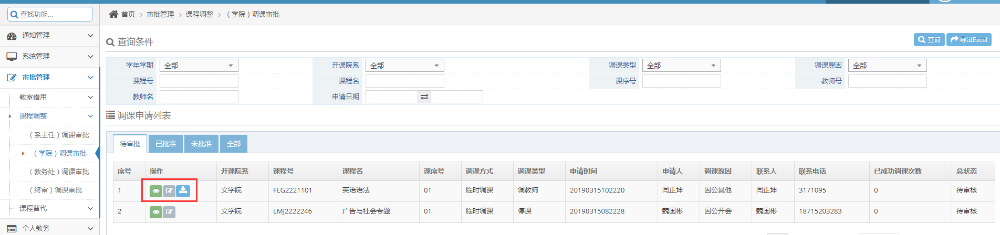 查找功能...
通知管理
系统管理
审批管理
教室借用
课程调整
（系主任）调课审批
（学院）调课审批
（教务处）调课审批
（终审）调课审批
课程替代
个人教务
首页 > 审批管理 > 课程调整 > （学院）调课审批
查询条件
查询 导出Excel
学年学期 全部 开课院系 全部 调课类型 全部 调课原因 全部
课程号 课程名 课序号 教师号
教师名 申请日期
调课申请列表
待审批 已批准 未批准 全部
序号 操作 开课院系 课程号 课程名 课序号 调课方式 调课类型 申请时间 申请人 调课原因 联系人 联系电话 已成功调课次数 总状态
1 文学院 FLG2221101 英语语法 01 临时调课 调教师 20190315102220 闫正坤 因公其他 闫正坤 3171095 0 待审核
2 文学院 LMJ2222246 广告与社会专题 01 临时调课 停课 20190315082228 魏国彬 因公开会 魏国彬 18715203283 0 待审核